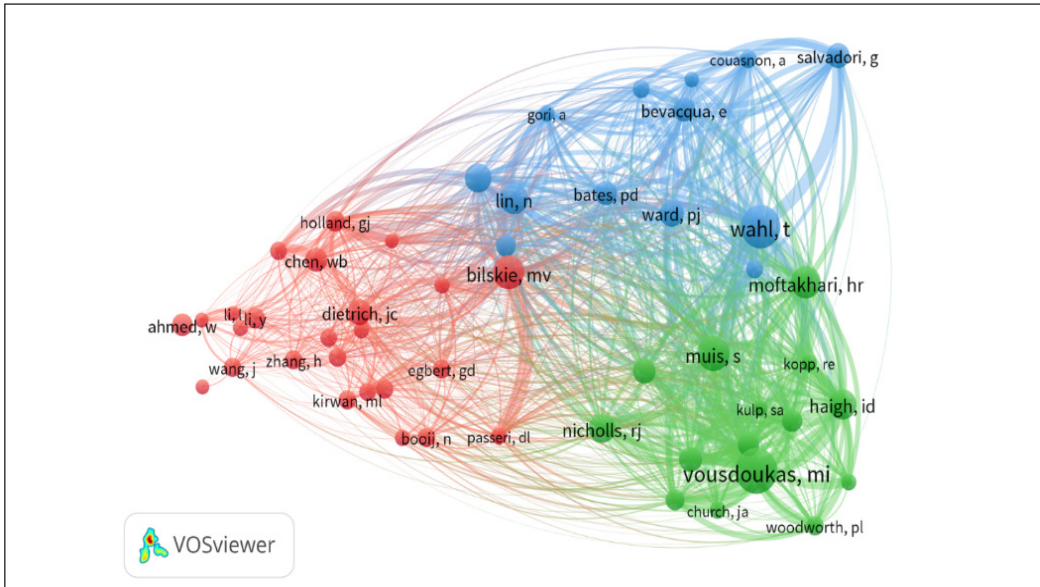 couasnon, a
salvadori, g
gori, a
bevacqua, e
lin, n
bates, pd
ward, pj
wahl, t
holland, gj
chen, wb
bilskie, mv
moftakhari, hr
ahmed, w
li, l
li, y
dietrich, jc
muis, s
wang, j
zhang, h
egbert, gd
kopp, re
kirwan, ml
kulp, sa
haigh, id
booij, n
passeri, dl
nicholls, rj
vousdoukas, mi
church, ja
woodworth, pl
VOSviewer